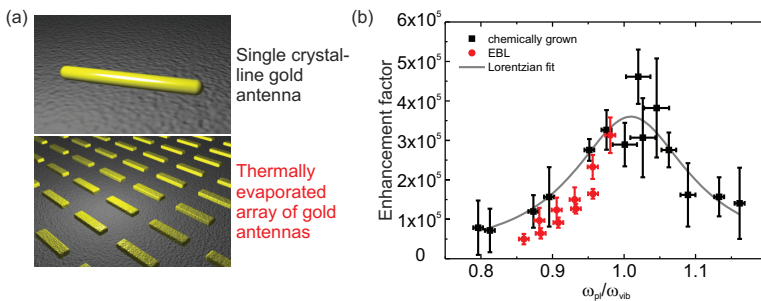 (a)
Single crystal-
line gold
antenna
Thermally
evaporated
array of gold
antennas
(b)
6x10⁵
5x10⁵
4x10⁵
3x10⁵
2x10⁵
1x10⁵
0
Enhancement factor
chemically grown
EBL
Lorentzian fit
0.8 0.9 1.0 1.1
ωpl/ωvib